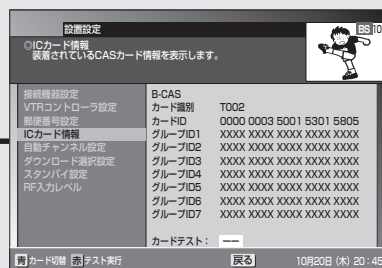 設置設定
BS10
◎ICカード情報
装着されているCASカード情報を表示します。
接続機器設定
VTRコントローラ設定
郵便番号設定
ICカード情報
自動チャンネル設定
ダウンロード選択設定
スタンバイ設定
RF入力レベル
B-CAS
カード識別 T002
カードID 0000 0003 5001 5301 5805
グループID1 XXXX XXXX XXXX XXXX XXXX
グループID2 XXXX XXXX XXXX XXXX XXXX
グループID3 XXXX XXXX XXXX XXXX XXXX
グループID4 XXXX XXXX XXXX XXXX XXXX
グループID5 XXXX XXXX XXXX XXXX XXXX
グループID6 XXXX XXXX XXXX XXXX XXXX
グループID7 XXXX XXXX XXXX XXXX XXXX
カードテスト： −−
青 カード切替 赤 テスト実行 戻る 10月20日 (木) 20：45